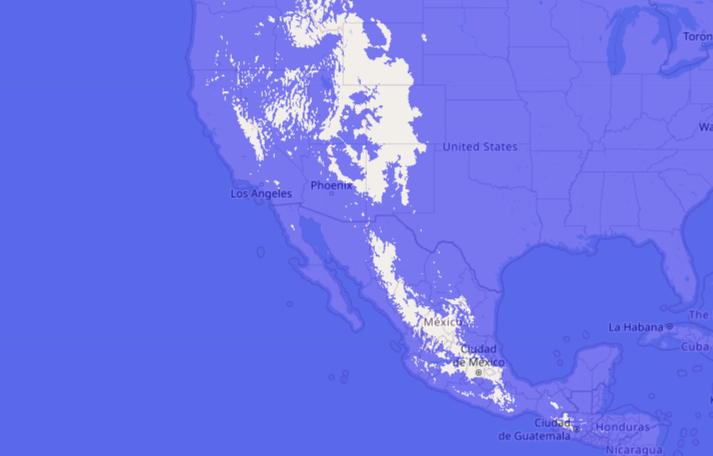 Toron
Wa
United States
Phoenix
Los Angeles
The
La Habana
Cuba
México
Ciudad
de México
Ciudad
de Guatemala
Honduras
Nicaragua